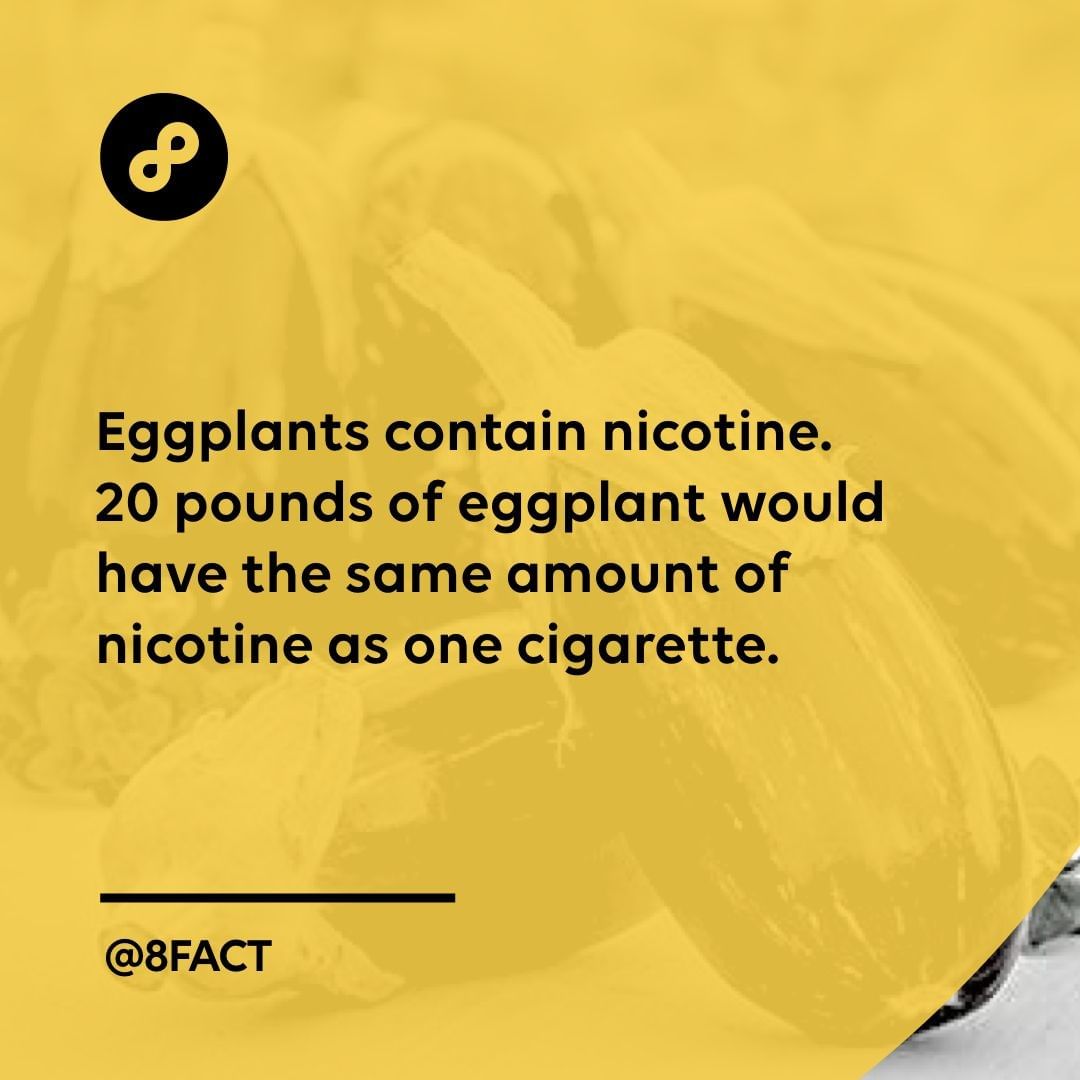 Eggplants contain nicotine.
20 pounds of eggplant would
have the same amount of
nicotine as one cigarette.
@8FACT